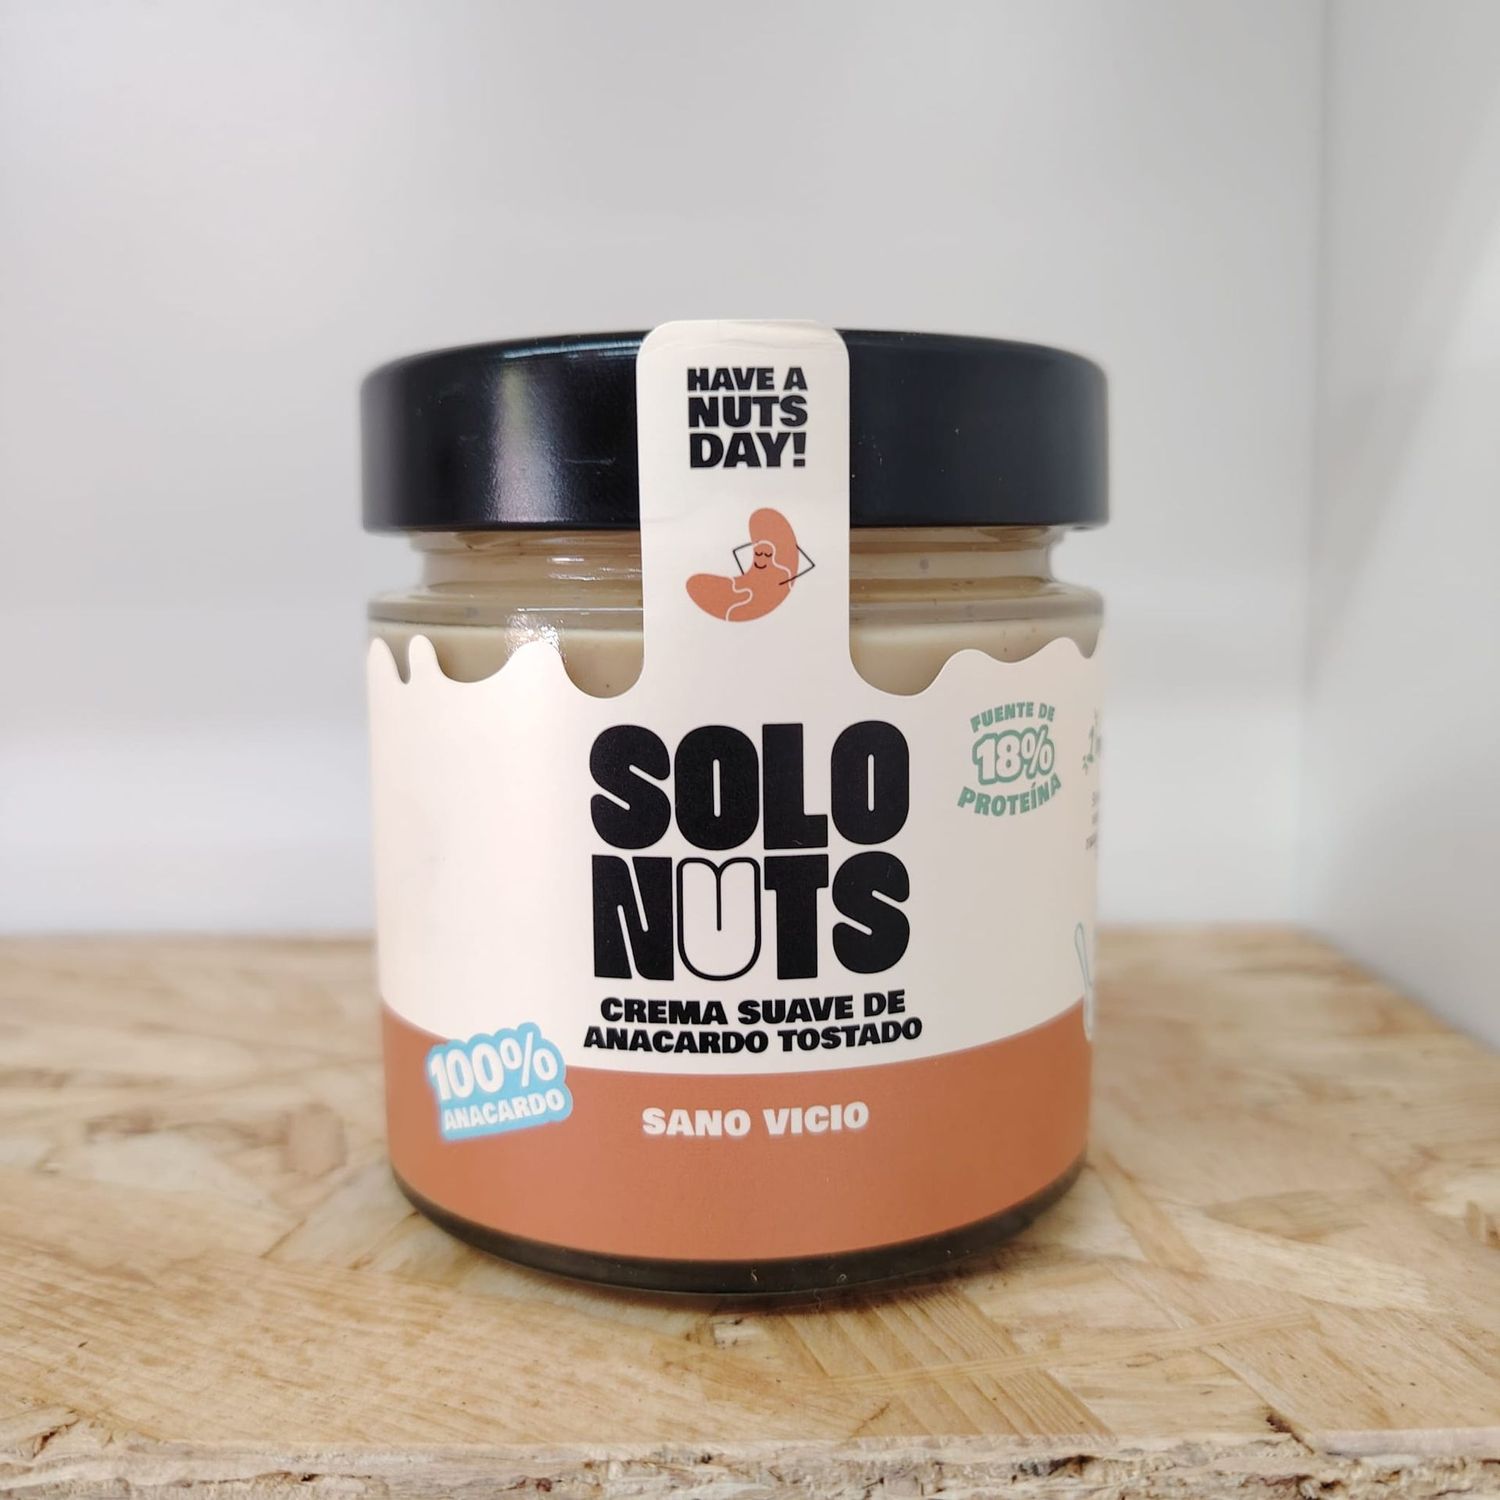 HAVE A
NUTS
DAY!
SOLO
NUTS
CREMA SUAVE DE
ANACARDO TOSTADO
SANO VICIO
100%
ANACARDO
FUENTE DE
18%
PROTEÍNA